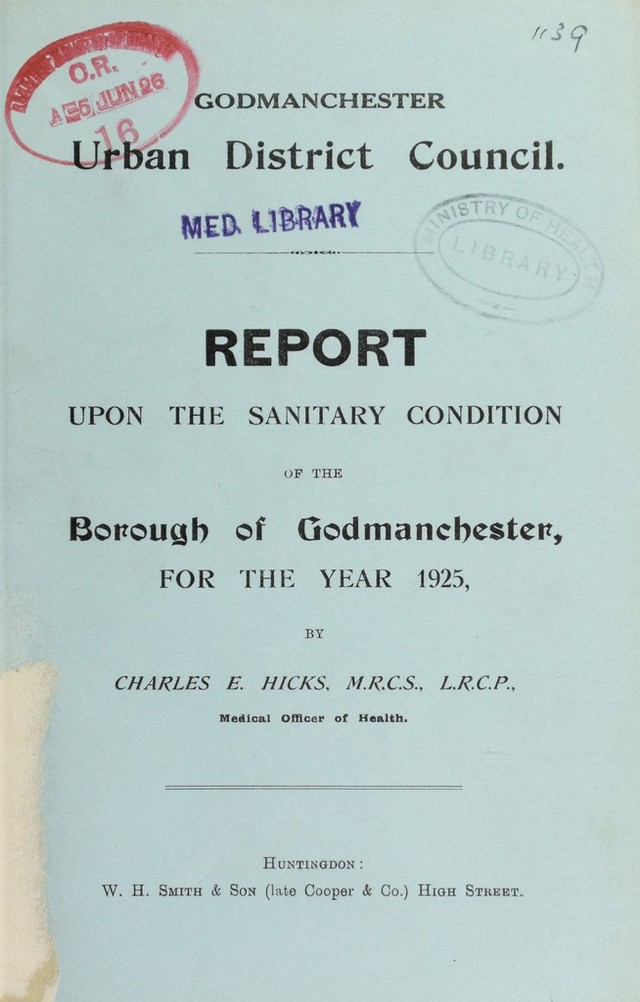 1139
O.R.
5 JUN 26
16
GODMANCHESTER
Urban District Council.
MED. LIBRARY
MINISTRY OF HEALTH
LIBRARY
REPORT
UPON THE SANITARY CONDITION
OF THE
Borough of Godmanchester,
FOR THE YEAR 1925,
BY
CHARLES E. HICKS, M.R.C.S., L.R.C.P.,
Medical Officer of Health.
HUNTINGDON :
W. H. SMITH & SON (late Cooper & Co.) HIGH STREET.